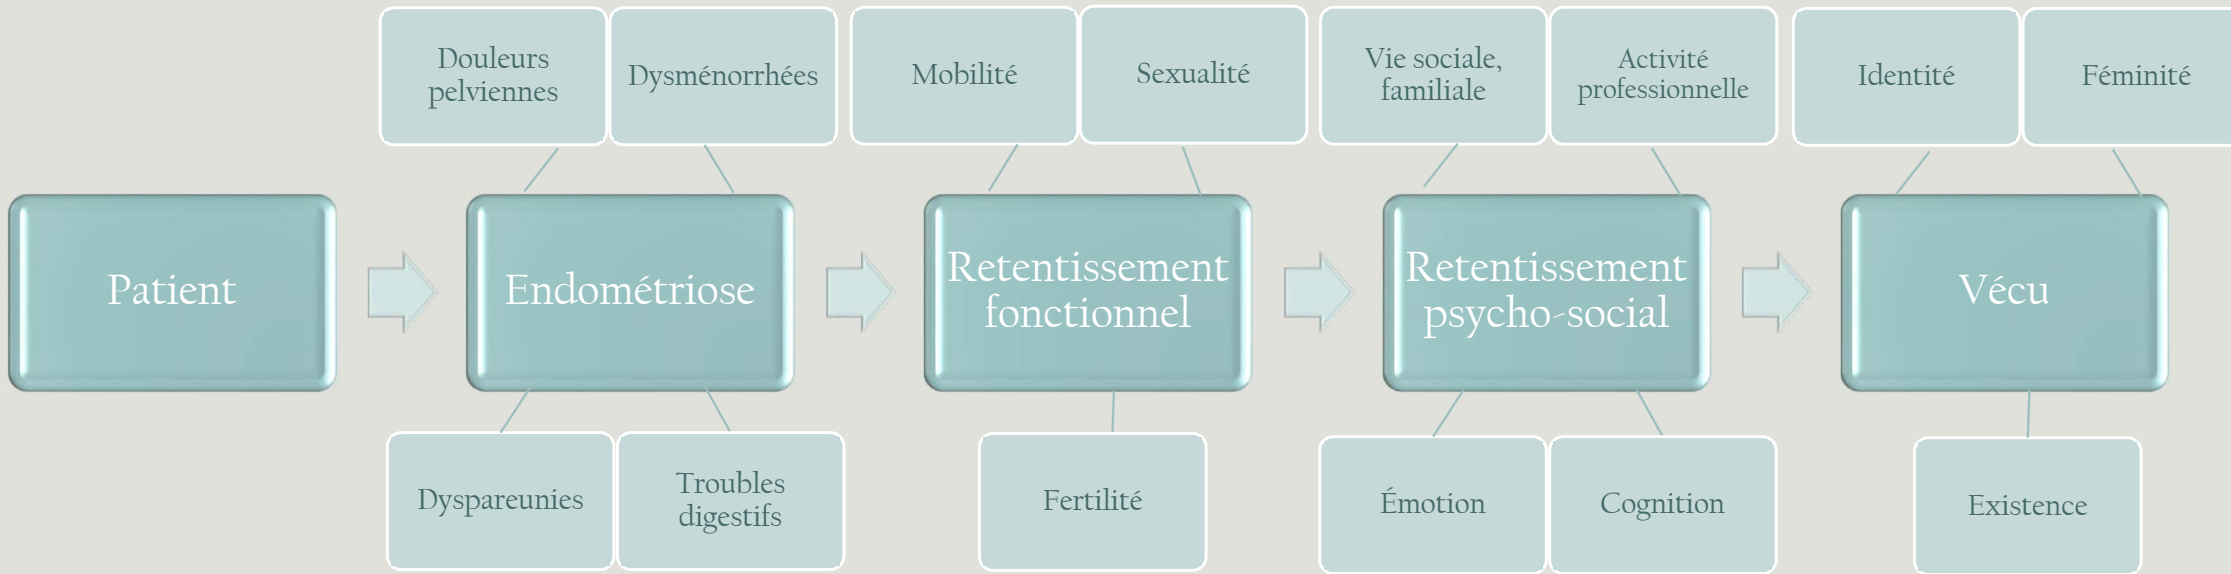 Douleurs
pelviennes
Dysménorrhées
Mobilité
Sexualité
Vie sociale,
familiale
Activité
professionnelle
Identité
Féminité
Patient
Endométriose
Retentissement
fonctionnel
Retentissement
psycho-social
Vécu
Dyspareunies
Troubles
digestifs
Fertilité
Émotion
Cognition
Existence